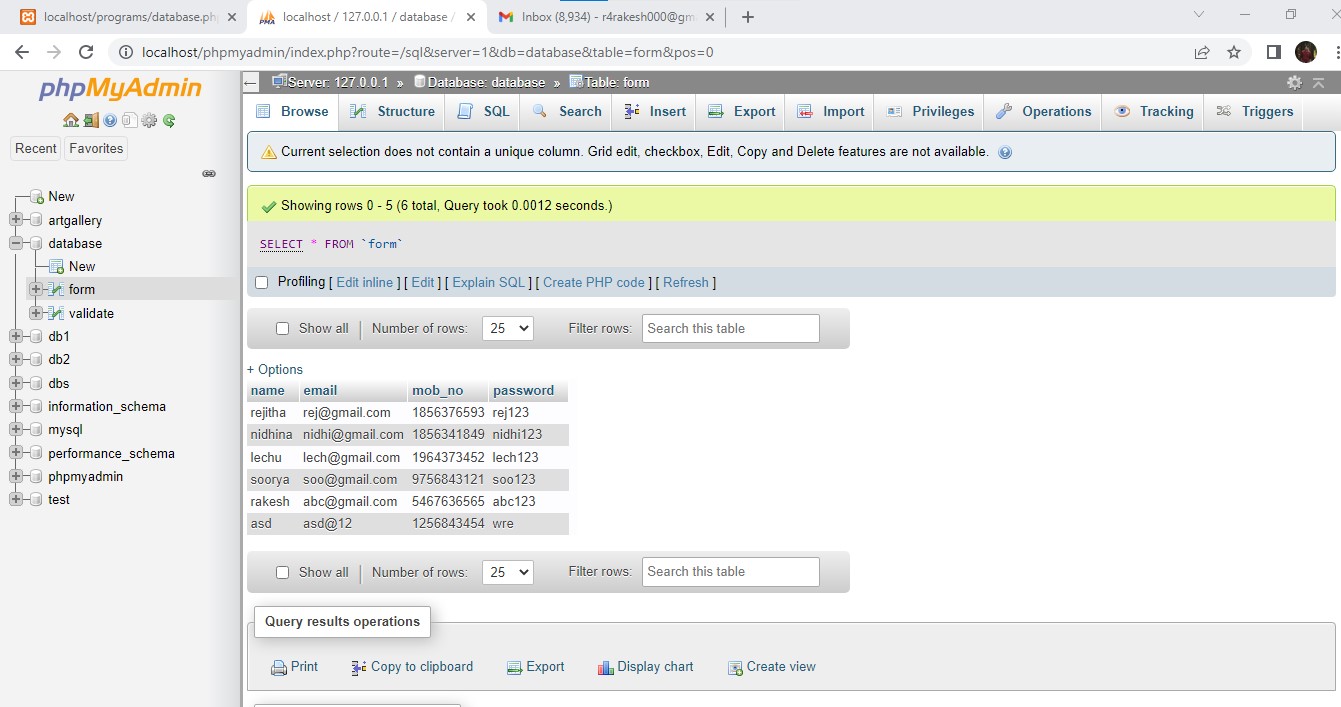 localhost/programs/database.ph
localhost / 127.0.0.1 / database /
Inbox (8,934) - r4rakesh000@gm
localhost/phpmyadmin/index.php?route=/sql&server=1&db=database&table=form&pos=0
phpMyAdmin
Recent Favorites
New
artgallery
database
New
form
validate
db1
db2
dbs
information_schema
mysql
performance_schema
phpmyadmin
test
Server: 127.0.0.1 » Database: database » Table: form
Browse Structure SQL Search Insert Export Import Privileges Operations Tracking Triggers
Current selection does not contain a unique column. Grid edit, checkbox, Edit, Copy and Delete features are not available.
Showing rows 0 - 5 (6 total, Query took 0.0012 seconds.)
SELECT * FROM `form`
Profiling [ Edit inline ] [ Edit ] [ Explain SQL ] [ Create PHP code ] [ Refresh ]
Show all | Number of rows: 25 Filter rows: Search this table
+ Options
name email mob_no password
rejitha rej@gmail.com 1856376593 rej123
nidhina nidhi@gmail.com 1856341849 nidhi123
lechu lech@gmail.com 1964373452 lech123
soorya soo@gmail.com 9756843121 soo123
rakesh abc@gmail.com 5467636565 abc123
asd asd@12 1256843454 wre
Show all | Number of rows: 25 Filter rows: Search this table
Query results operations
Print Copy to clipboard Export Display chart Create view